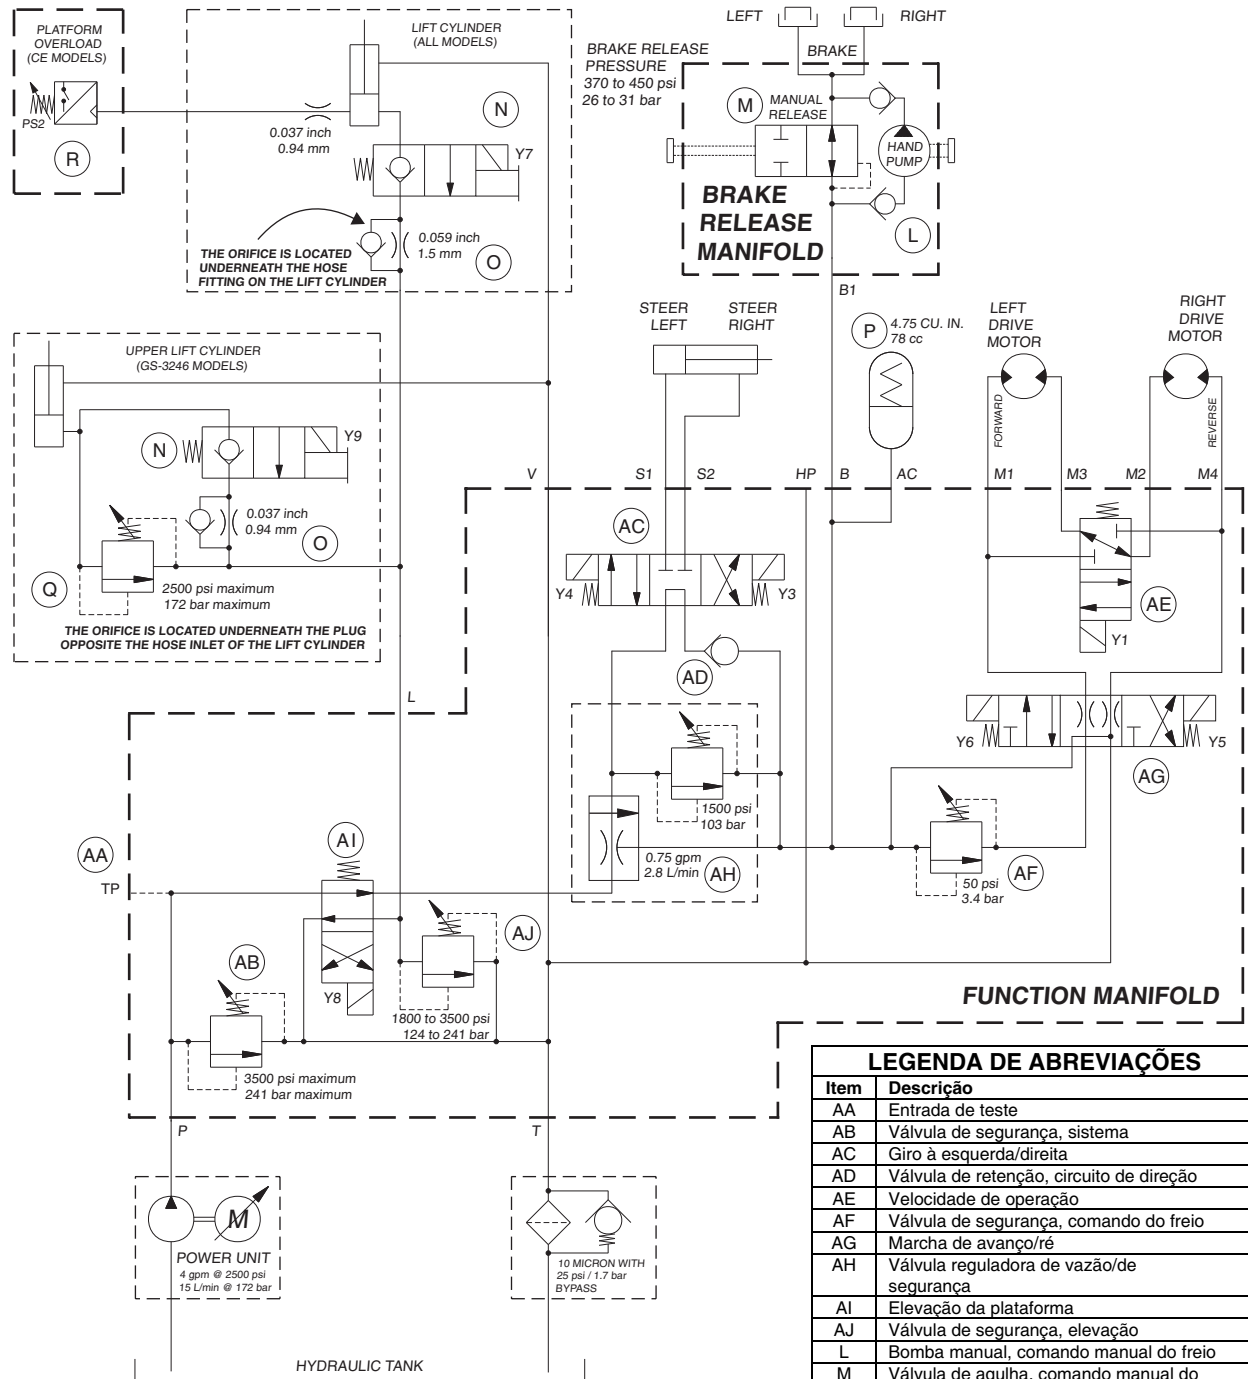 PLATFORM
OVERLOAD
(CE MODELS)
PS2
R
LIFT CYLINDER
(ALL MODELS)
N
0.037 inch
0.94 mm
Y7
0.059 inch
1.5 mm
O
THE ORIFICE IS LOCATED
UNDERNEATH THE HOSE
FITTING ON THE LIFT CYLINDER
LEFT
RIGHT
BRAKE
BRAKE RELEASE
PRESSURE
370 to 450 psi
26 to 31 bar
M
MANUAL
RELEASE
HAND
PUMP
BRAKE
RELEASE
MANIFOLD
L
B1
UPPER LIFT CYLINDER
(GS-3246 MODELS)
N
Y9
0.037 inch
0.94 mm
O
Q
2500 psi maximum
172 bar maximum
THE ORIFICE IS LOCATED UNDERNEATH THE PLUG
OPPOSITE THE HOSE INLET OF THE LIFT CYLINDER
STEER
LEFT
STEER
RIGHT
P
4.75 CU. IN.
78 cc
LEFT
DRIVE
MOTOR
RIGHT
DRIVE
MOTOR
FORWARD
REVERSE
V
S1
S2
HP
B
AC
M1
M3
M2
M4
AC
Y4
Y3
AD
AE
Y1
L
Y6
Y5
AG
1500 psi
103 bar
0.75 gpm
2.8 L/min
AH
AF
50 psi
3.4 bar
AA
TP
AI
AJ
AB
Y8
1800 to 3500 psi
124 to 241 bar
3500 psi maximum
241 bar maximum
FUNCTION MANIFOLD
P
T
M
POWER UNIT
4 gpm @ 2500 psi
15 L/min @ 172 bar
10 MICRON WITH
25 psi / 1.7 bar
BYPASS
HYDRAULIC TANK
LEGENDA DE ABREVIAÇÕES
Item Descrição
AA Entrada de teste
AB Válvula de segurança, sistema
AC Giro à esquerda/direita
AD Válvula de retenção, circuito de direção
AE Velocidade de operação
AF Válvula de segurança, comando do freio
AG Marcha de avanço/ré
AH Válvula reguladora de vazão/de
segurança
AI Elevação da plataforma
AJ Válvula de segurança, elevação
L Bomba manual, comando manual do freio
M Válvula de agulha, comando manual do